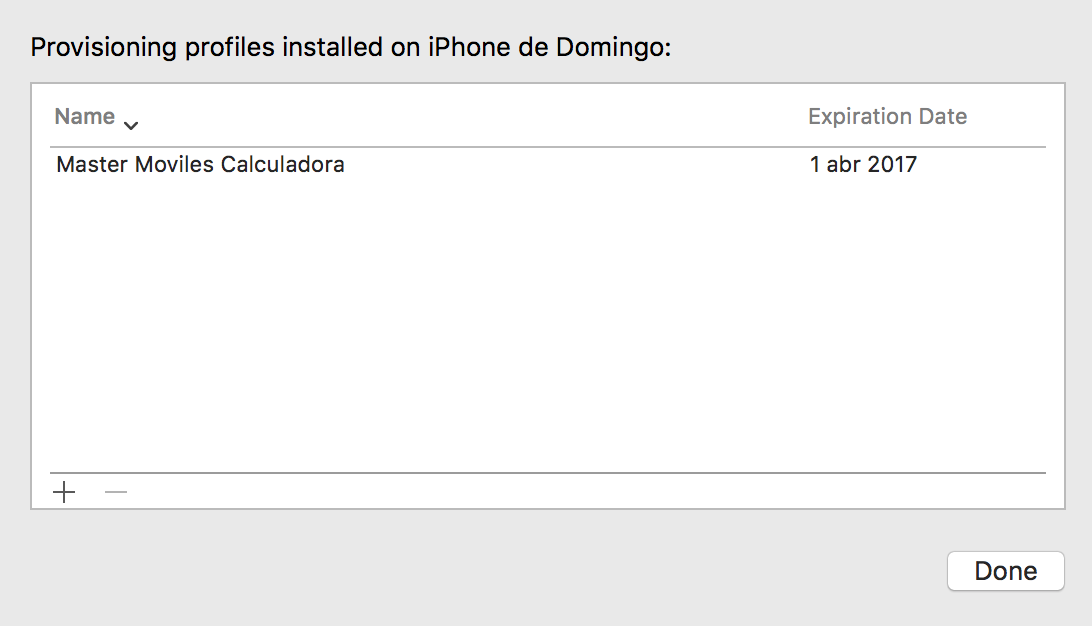 Provisioning profiles installed on iPhone de Domingo:
Name Expiration Date
Master Moviles Calculadora 1 abr 2017
Done